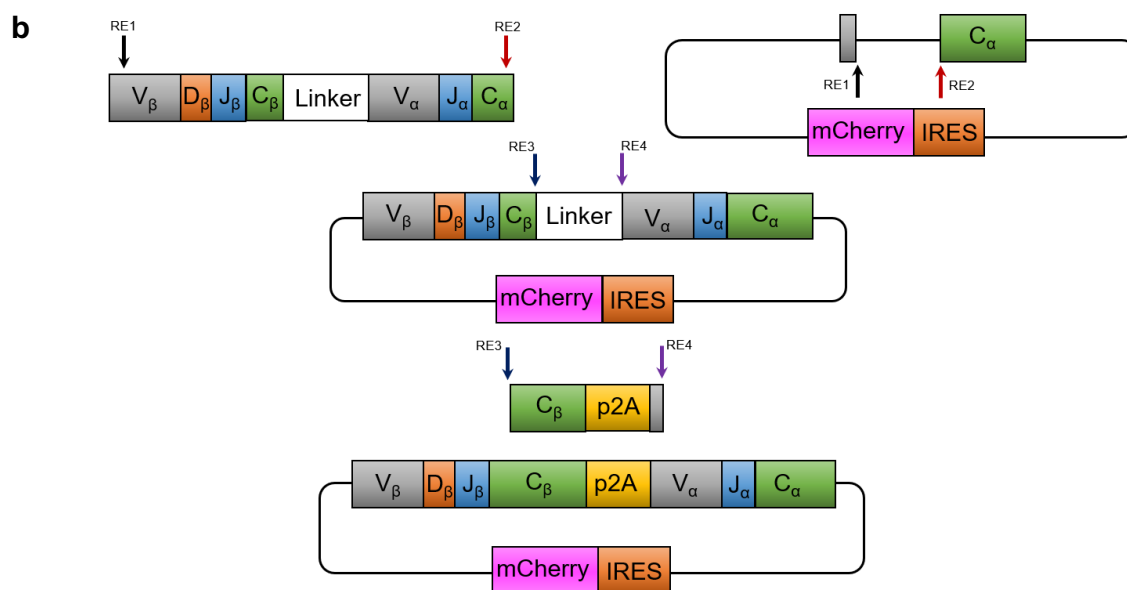 b
RE1
RE2
Vβ Dβ Jβ Cβ Linker Vα Jα Cα
Cα
RE1
RE2
mCherry IRES
RE3
RE4
Vβ Dβ Jβ Cβ Linker Vα Jα Cα
mCherry IRES
RE3
RE4
Cβ p2A
Vβ Dβ Jβ Cβ p2A Vα Jα Cα
mCherry IRES